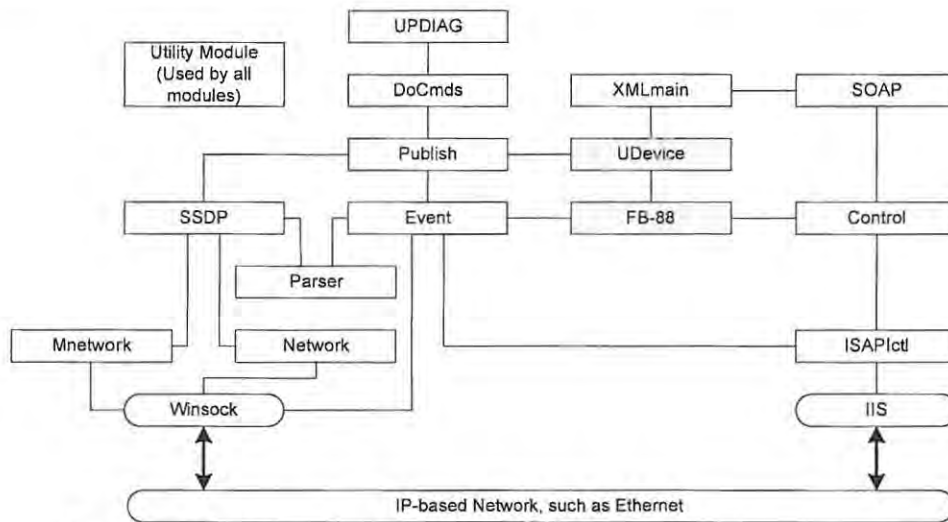 UPDIAG
Utility Module
(Used by all
modules)
DoCmds
XMLmain
SOAP
Publish
UDevice
SSDP
Event
FB-88
Control
Parser
Mnetwork
Network
ISAPIctl
Winsock
IIS
IP-based Network, such as Ethernet